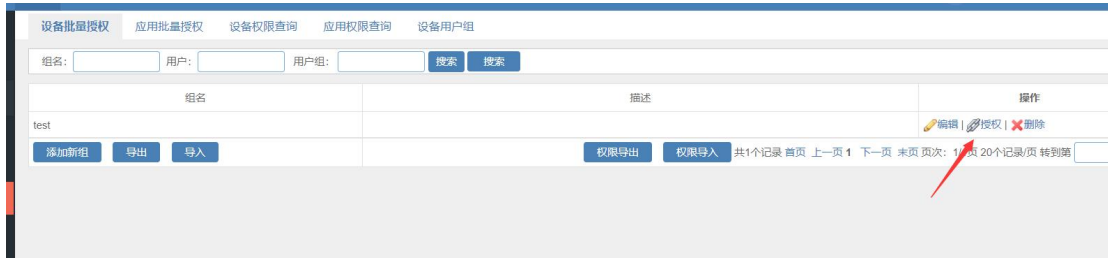 设备批量授权 应用批量授权 设备权限查询 应用权限查询 设备用户组
组名: 用户: 用户组: 搜索 搜索
组名 描述 操作
test 编辑 | 授权 | 删除
添加新组 导出 导入 权限导出 权限导入 共1个记录 首页 上一页 1 下一页 末页 页次: 1/ 页 20个记录/页 转到第